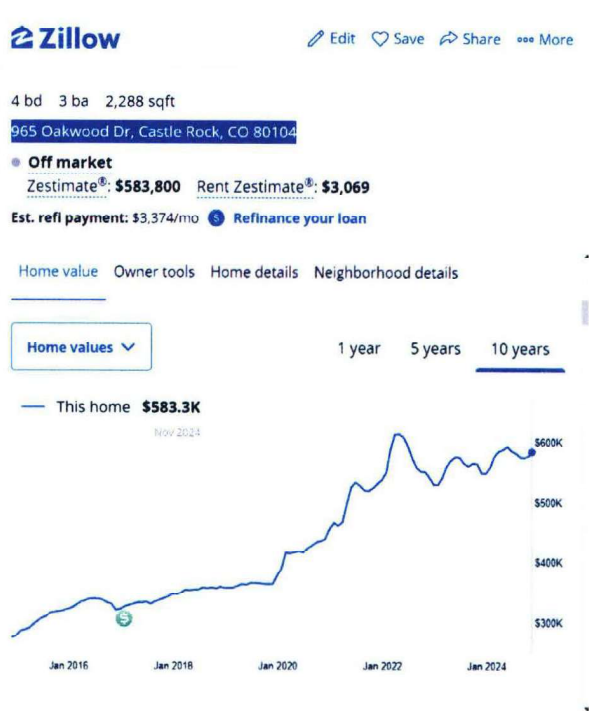 Zillow
Edit Save Share More
4 bd 3 ba 2,288 sqft
965 Oakwood Dr, Castle Rock, CO 80104
Off market
Zestimate®: $583,800 Rent Zestimate®: $3,069
Est. refi payment: $3,374/mo $ Refinance your loan
Home value Owner tools Home details Neighborhood details
Home values
1 year 5 years 10 years
This home $583.3K
Nov 2024
$600K
$500K
$400K
$300K
$
Jan 2016 Jan 2018 Jan 2020 Jan 2022 Jan 2024